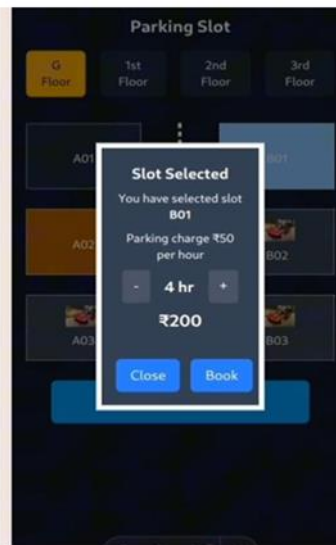 Parking Slot
G Floor
1st Floor
2nd Floor
3rd Floor
A01
B01
Slot Selected
You have selected slot
B01
Parking charge ₹50
per hour
A02
B02
- 4 hr +
₹200
A03
B03
Close Book